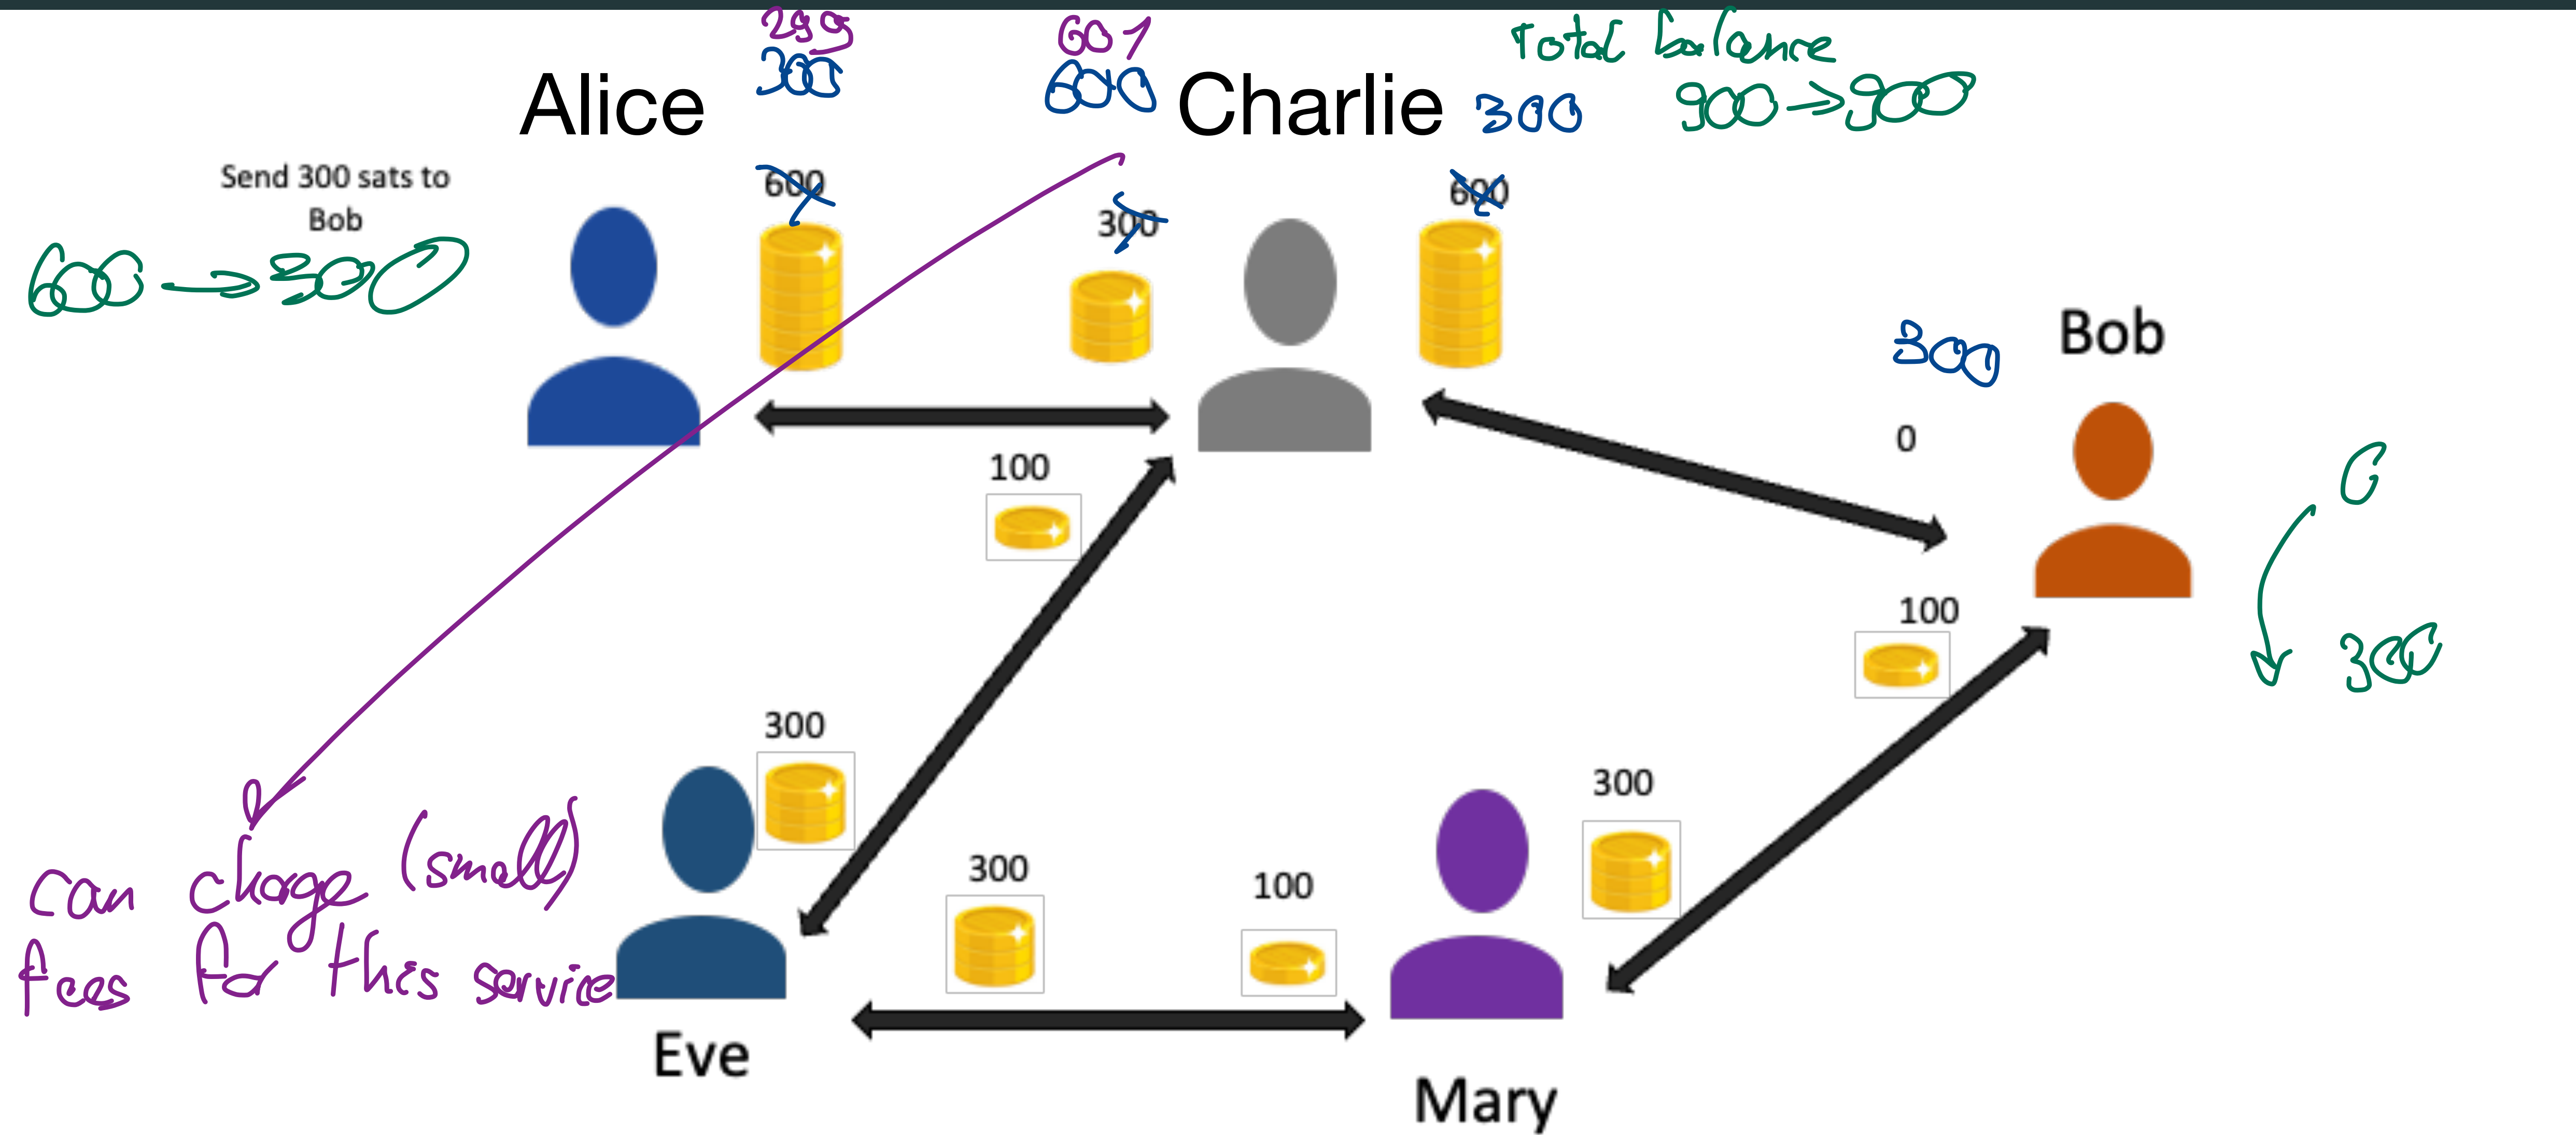 299
601
Total balance
300
600
Alice
Charlie
300
900 → 900
Send 300 sats to
Bob
600
300
600
600 → 300
300
Bob
0
0
100
100
300
300
300
300
100
can charge (small)
fees for this service
Eve
Mary